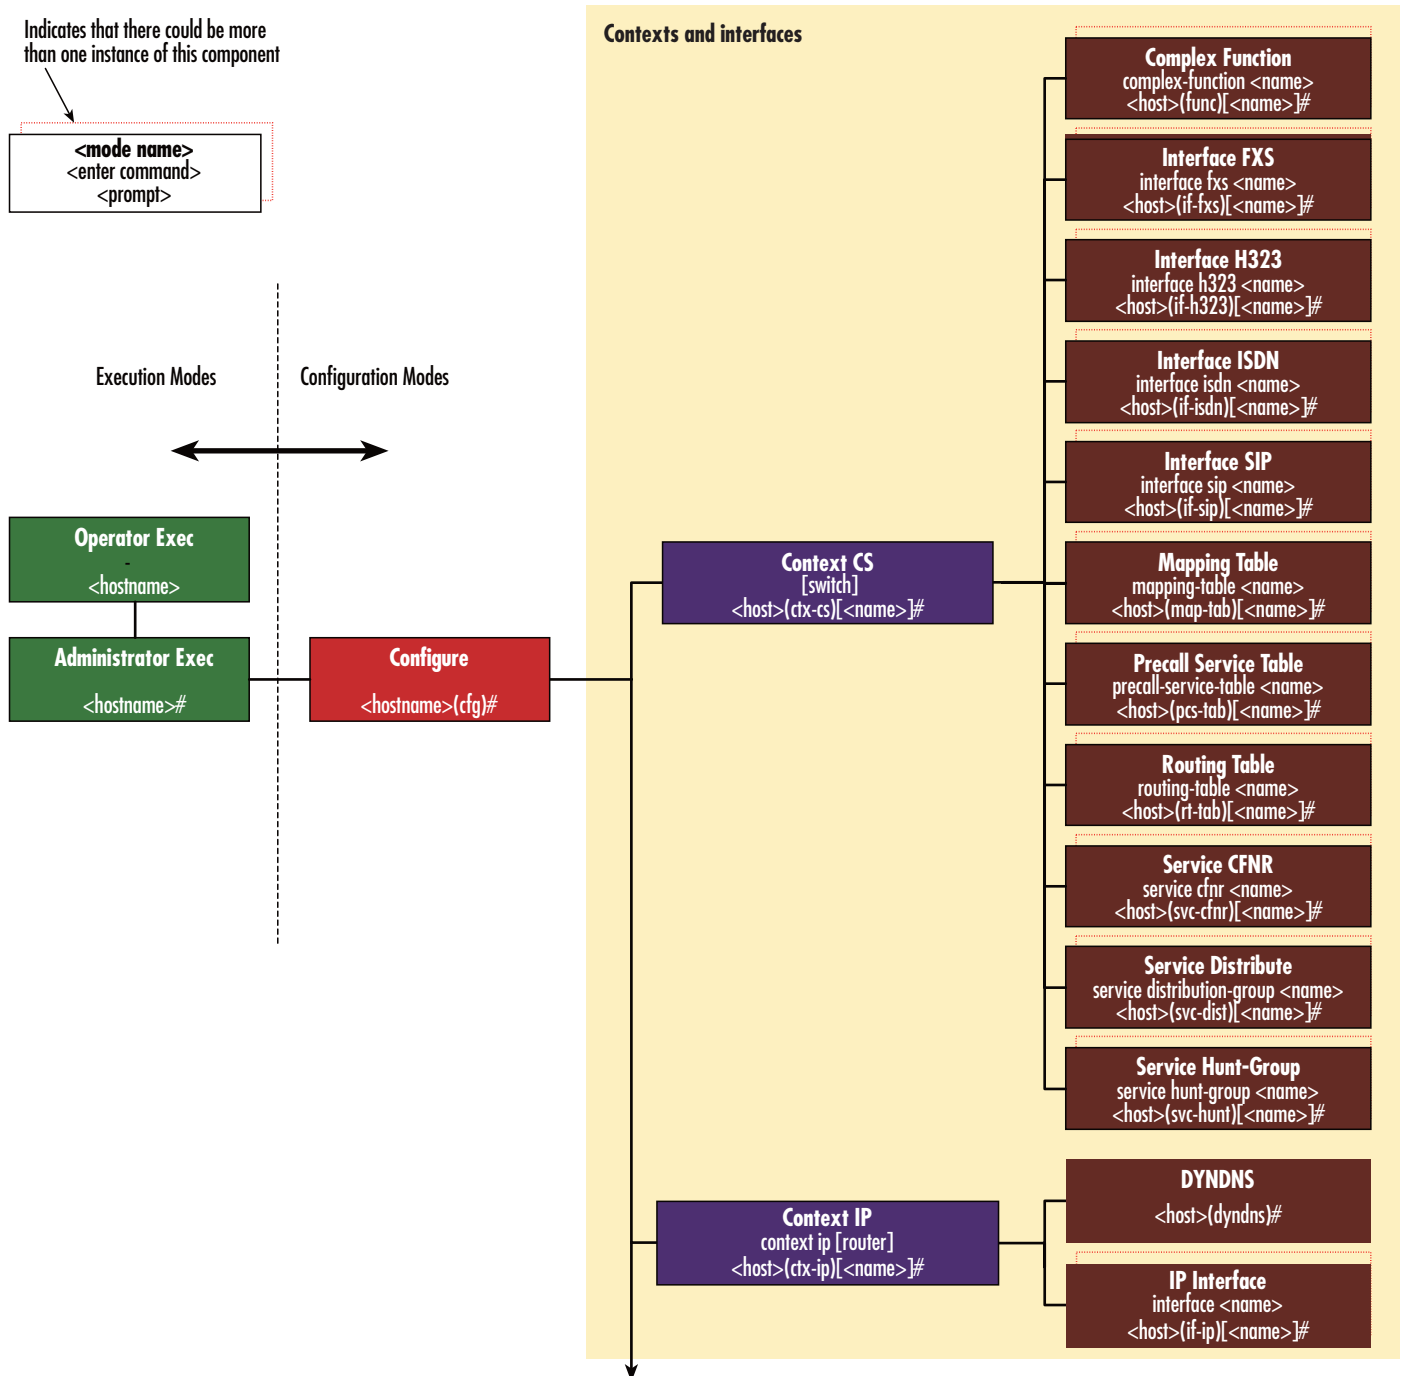 Indicates that there could be more
than one instance of this component
<mode name>
<enter command>
<prompt>
Execution Modes
Configuration Modes
Operator Exec
-
<hostname>
Administrator Exec
<hostname>#
Configure
<hostname>(cfg)#
Contexts and interfaces
Context CS
[switch]
<host>(ctx-cs)[<name>]#
Complex Function
complex-function <name>
<host>(func)[<name>]#
Interface FXS
interface fxs <name>
<host>(if-fxs)[<name>]#
Interface H323
interface h323 <name>
<host>(if-h323)[<name>]#
Interface ISDN
interface isdn <name>
<host>(if-isdn)[<name>]#
Interface SIP
interface sip <name>
<host>(if-sip)[<name>]#
Mapping Table
mapping-table <name>
<host>(map-tab)[<name>]#
Precall Service Table
precall-service-table <name>
<host>(pcs-tab)[<name>]#
Routing Table
routing-table <name>
<host>(rt-tab)[<name>]#
Service CFNR
service cfnr <name>
<host>(svc-cfnr)[<name>]#
Service Distribute
service distribution-group <name>
<host>(svc-dist)[<name>]#
Service Hunt-Group
service hunt-group <name>
<host>(svc-hunt)[<name>]#
Context IP
context ip [router]
<host>(ctx-ip)[<name>]#
DYNDNS
<host>(dyndns)#
IP Interface
interface <name>
<host>(if-ip)[<name>]#